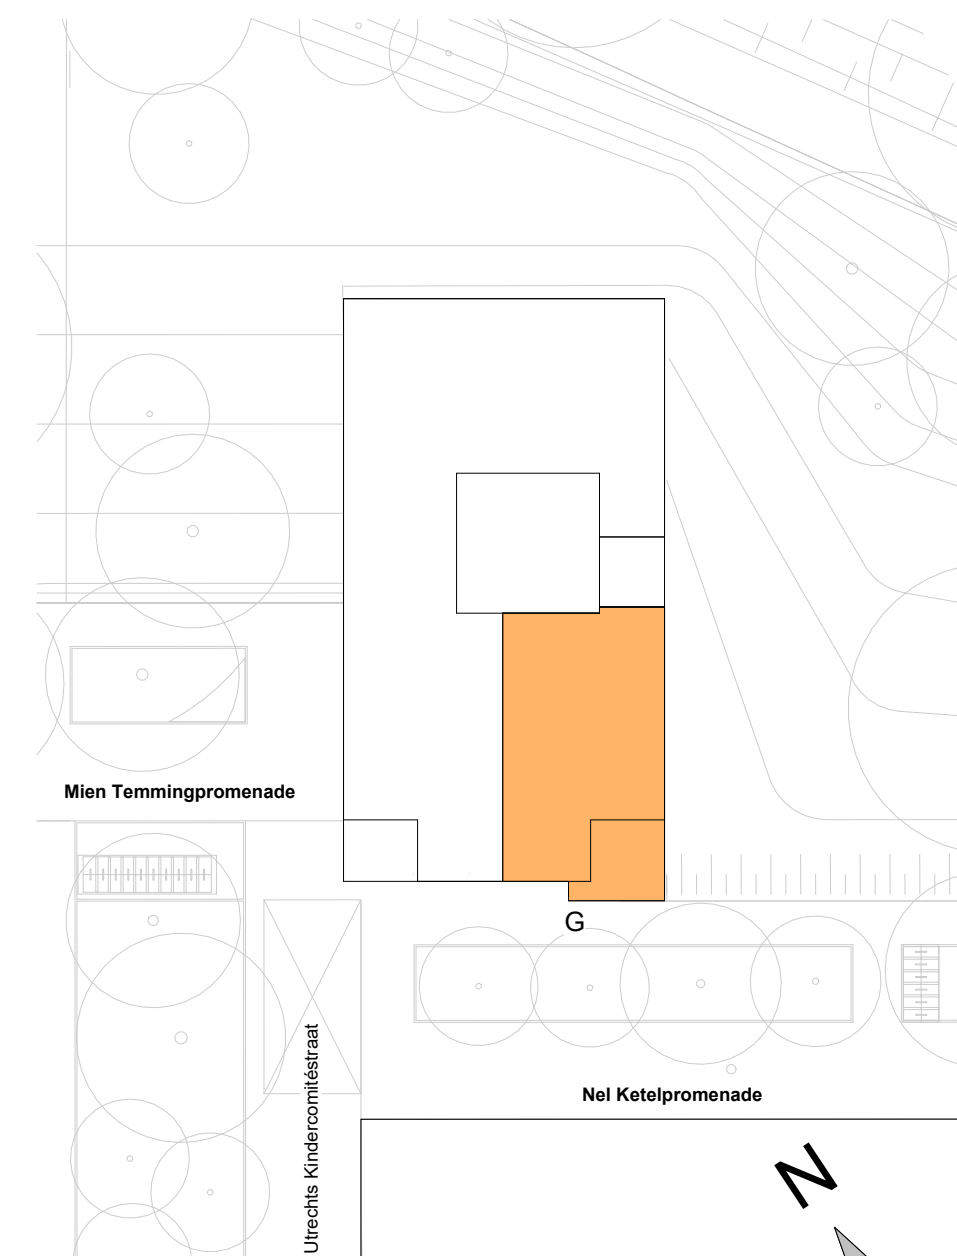 Mien Temmingpromenade
G
Utrechts Kindercomitéstraat
Nel Ketelpromenade
N